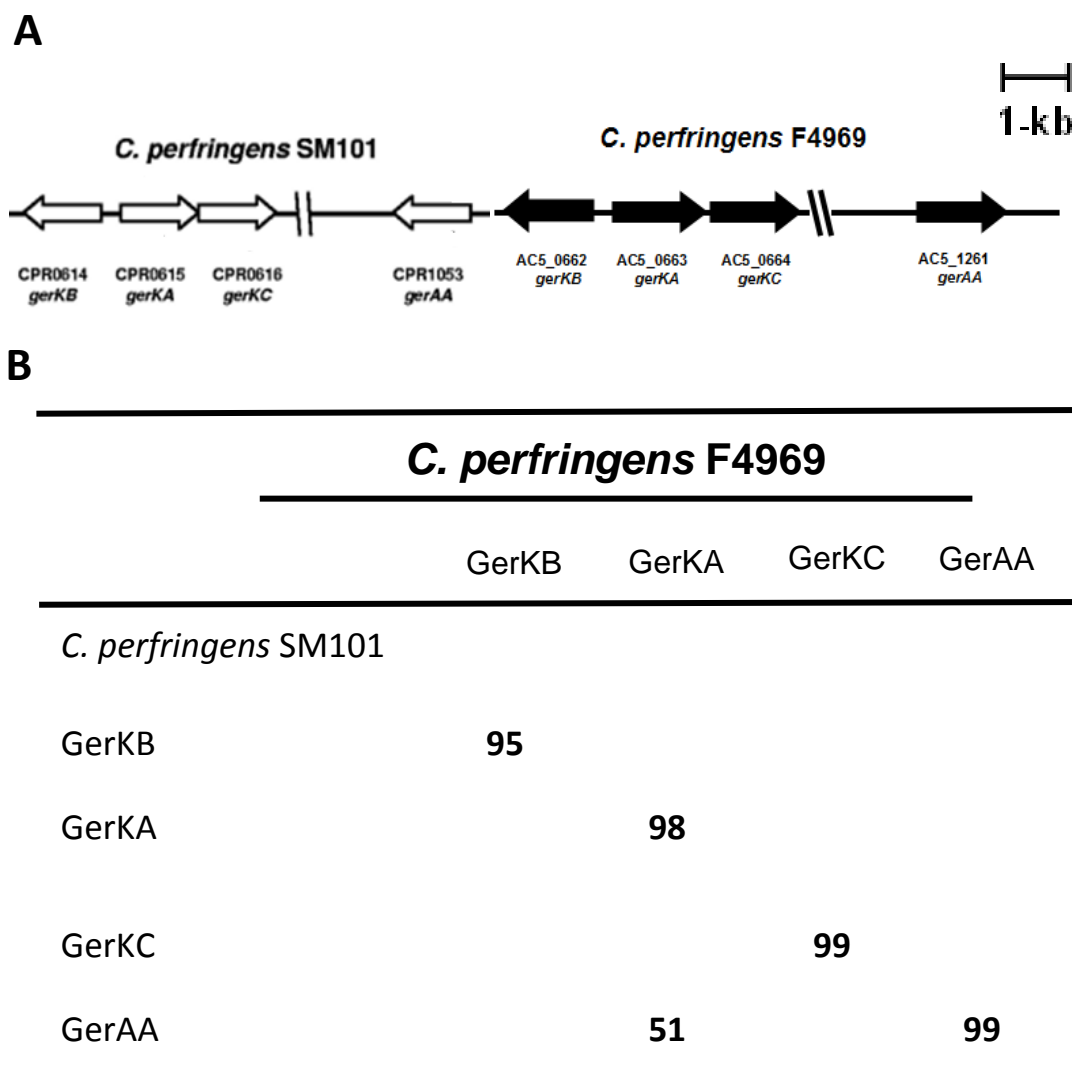 A
1-kb
C. perfringens SM101
C. perfringens F4969
CPR0614
gerKB
CPR0615
gerKA
CPR0616
gerKC
CPR1053
gerAA
AC5_0662
gerKB
AC5_0663
gerKA
AC5_0664
gerKC
AC5_1261
gerAA
B
C. perfringens F4969
GerKB GerKA GerKC GerAA
C. perfringens SM101
GerKB 95
GerKA 98
GerKC 99
GerAA 51 99